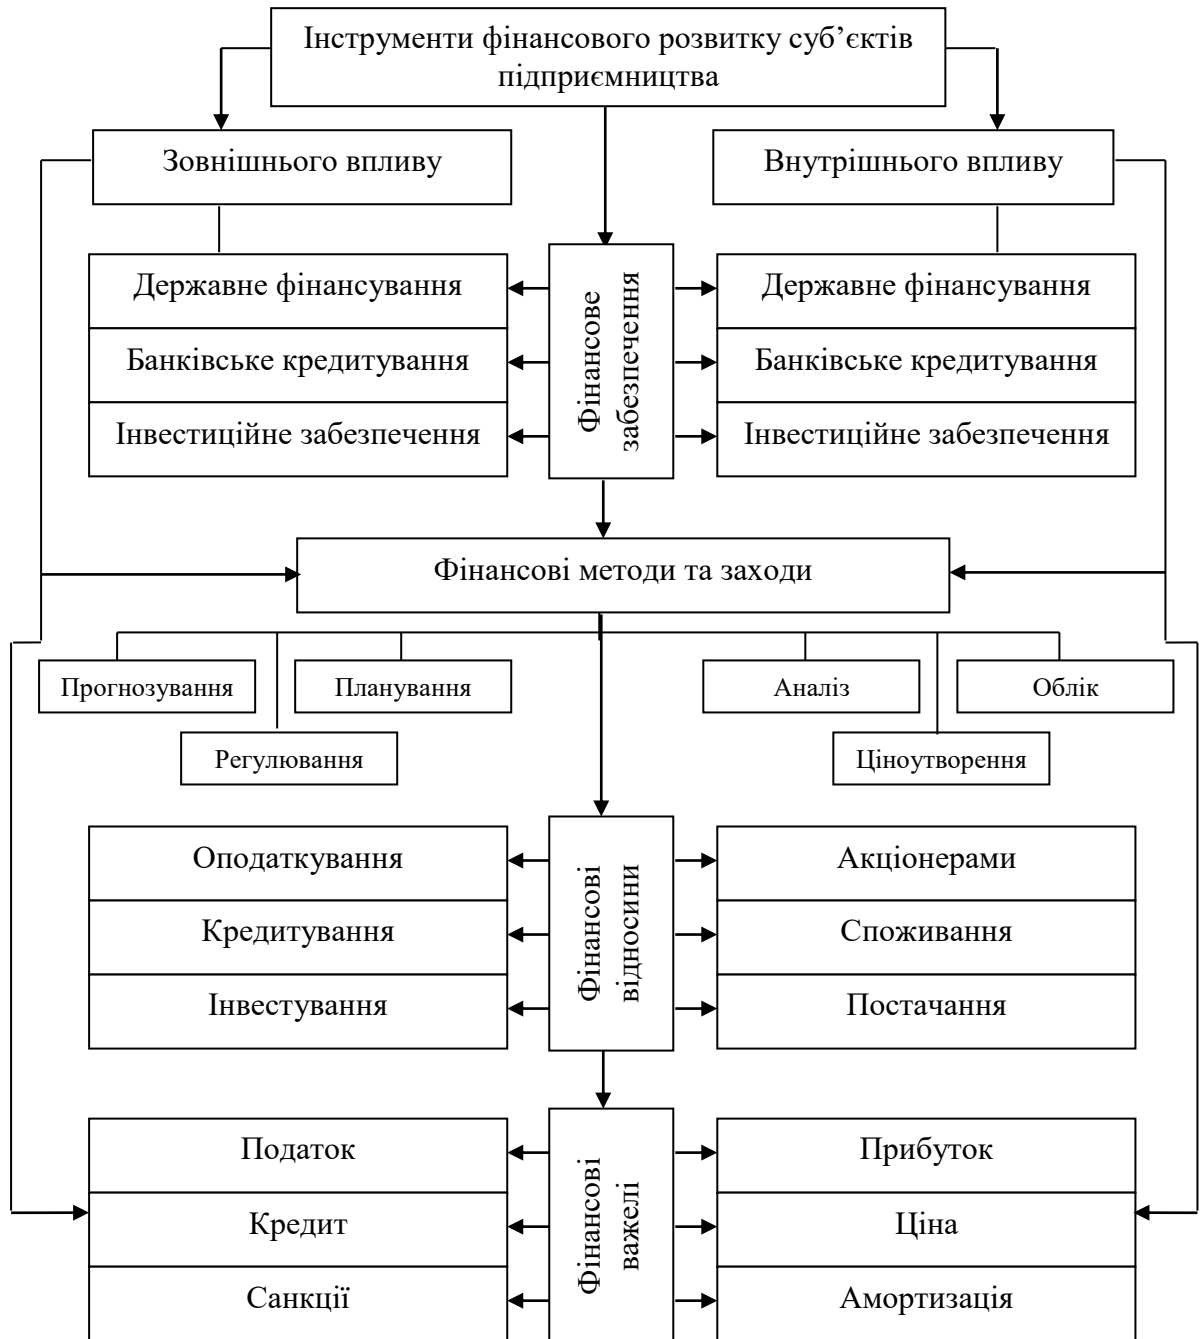 Інструменти фінансового розвитку суб’єктів
підприємництва
Зовнішнього впливу
Внутрішнього впливу
Державне фінансування
Банківське кредитування
Інвестиційне забезпечення
Фінансове
забезпечення
Державне фінансування
Банківське кредитування
Інвестиційне забезпечення
Фінансові методи та заходи
Прогнозування
Планування
Аналіз
Облік
Регулювання
Ціноутворення
Оподаткування
Кредитування
Інвестування
Фінансові
відносини
Акціонерами
Споживання
Постачання
Податок
Кредит
Санкції
Фінансові
важелі
Прибуток
Ціна
Амортизація